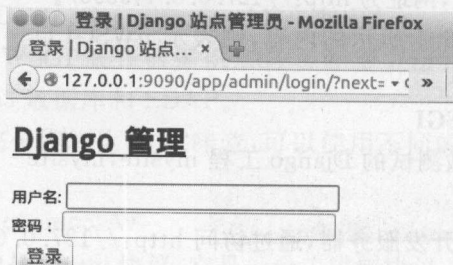 登录 | Django 站点管理员 - Mozilla Firefox
登录 | Django 站点... ×
127.0.0.1:9090/app/admin/login/?next=
Django 管理
用户名:
密码：
登录